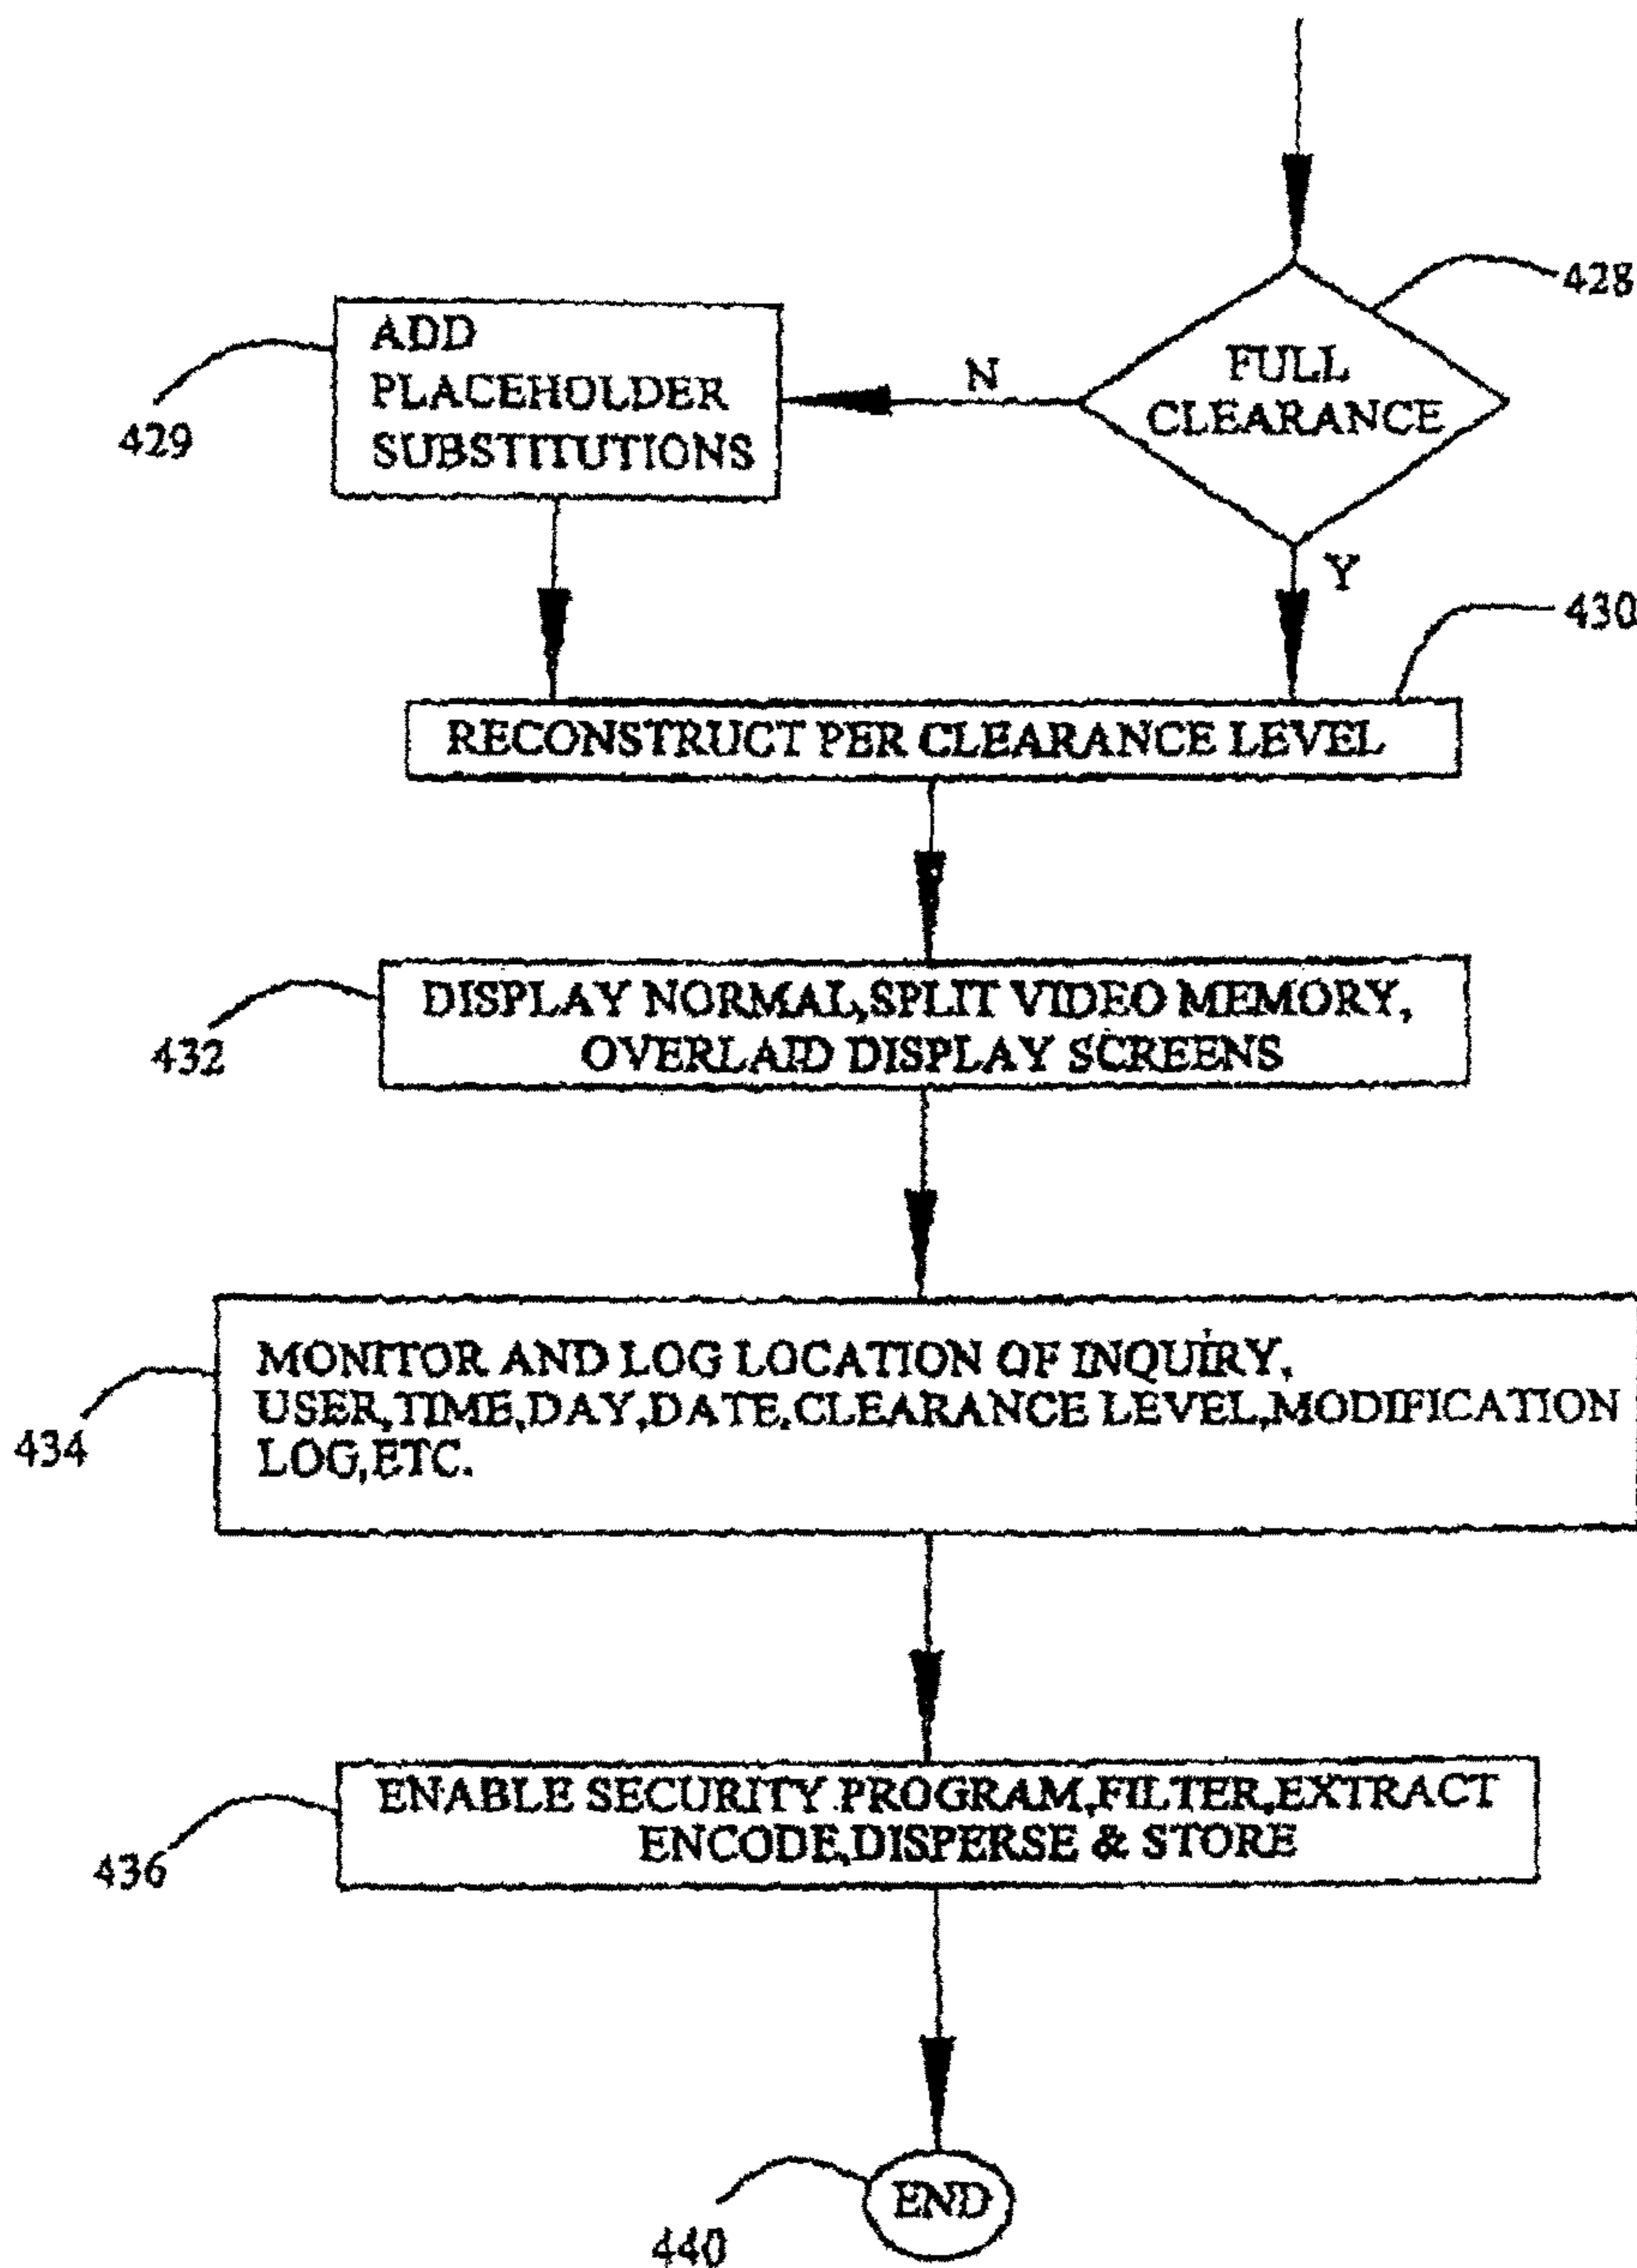 428
FULL
CLEARANCE
N
ADD
PLACEHOLDER
SUBSTITUTIONS
429
Y
430
RECONSTRUCT PER CLEARANCE LEVEL
DISPLAY NORMAL,SPLIT VIDEO MEMORY,
OVERLAID DISPLAY SCREENS
432
MONITOR AND LOG LOCATION OF INQUIRY,
USER,TIME,DAY,DATE,CLEARANCE LEVEL,MODIFICATION
LOG,ETC.
434
ENABLE SECURITY PROGRAM,FILTER,EXTRACT
ENCODE,DISPERSE & STORE
436
END
440